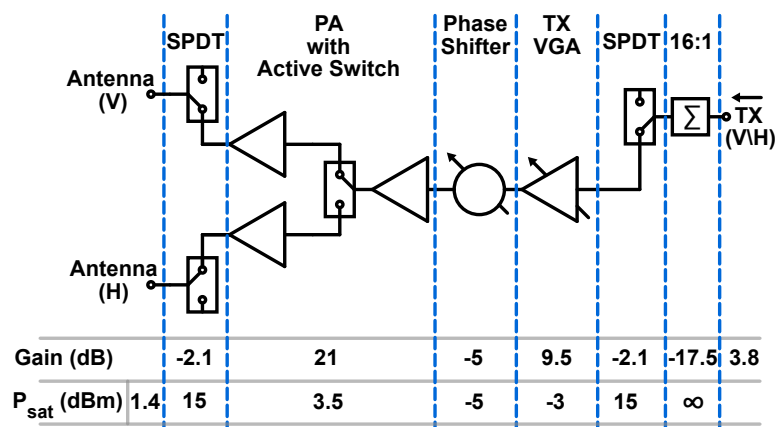 SPDT
PA
with
Active Switch
Phase
Shifter
TX
VGA
SPDT
16:1
Antenna
(V)
Σ
TX
(V\H)
Antenna
(H)
Gain (dB) -2.1 21 -5 9.5 -2.1 -17.5 3.8
Psat (dBm) 1.4 15 3.5 -5 -3 15 ∞